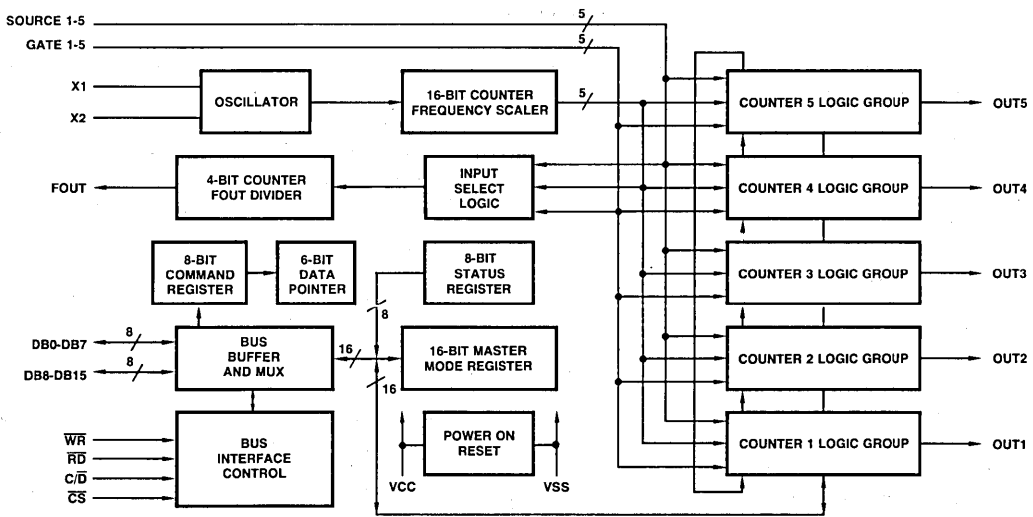 SOURCE 1-5
5
GATE 1-5
5
X1
X2
OSCILLATOR
16-BIT COUNTER
FREQUENCY SCALER
5
COUNTER 5 LOGIC GROUP
OUT5
FOUT
4-BIT COUNTER
FOUT DIVIDER
INPUT
SELECT
LOGIC
COUNTER 4 LOGIC GROUP
OUT4
8-BIT
COMMAND
REGISTER
6-BIT
DATA
POINTER
8-BIT
STATUS
REGISTER
8
COUNTER 3 LOGIC GROUP
OUT3
DB0-DB7
8
DB8-DB15
8
BUS
BUFFER
AND MUX
16
16
16-BIT MASTER
MODE REGISTER
COUNTER 2 LOGIC GROUP
OUT2
W̅R̅
R̅D̅
C/D̅
C̅S̅
BUS
INTERFACE
CONTROL
POWER ON
RESET
VCC
VSS
COUNTER 1 LOGIC GROUP
OUT1